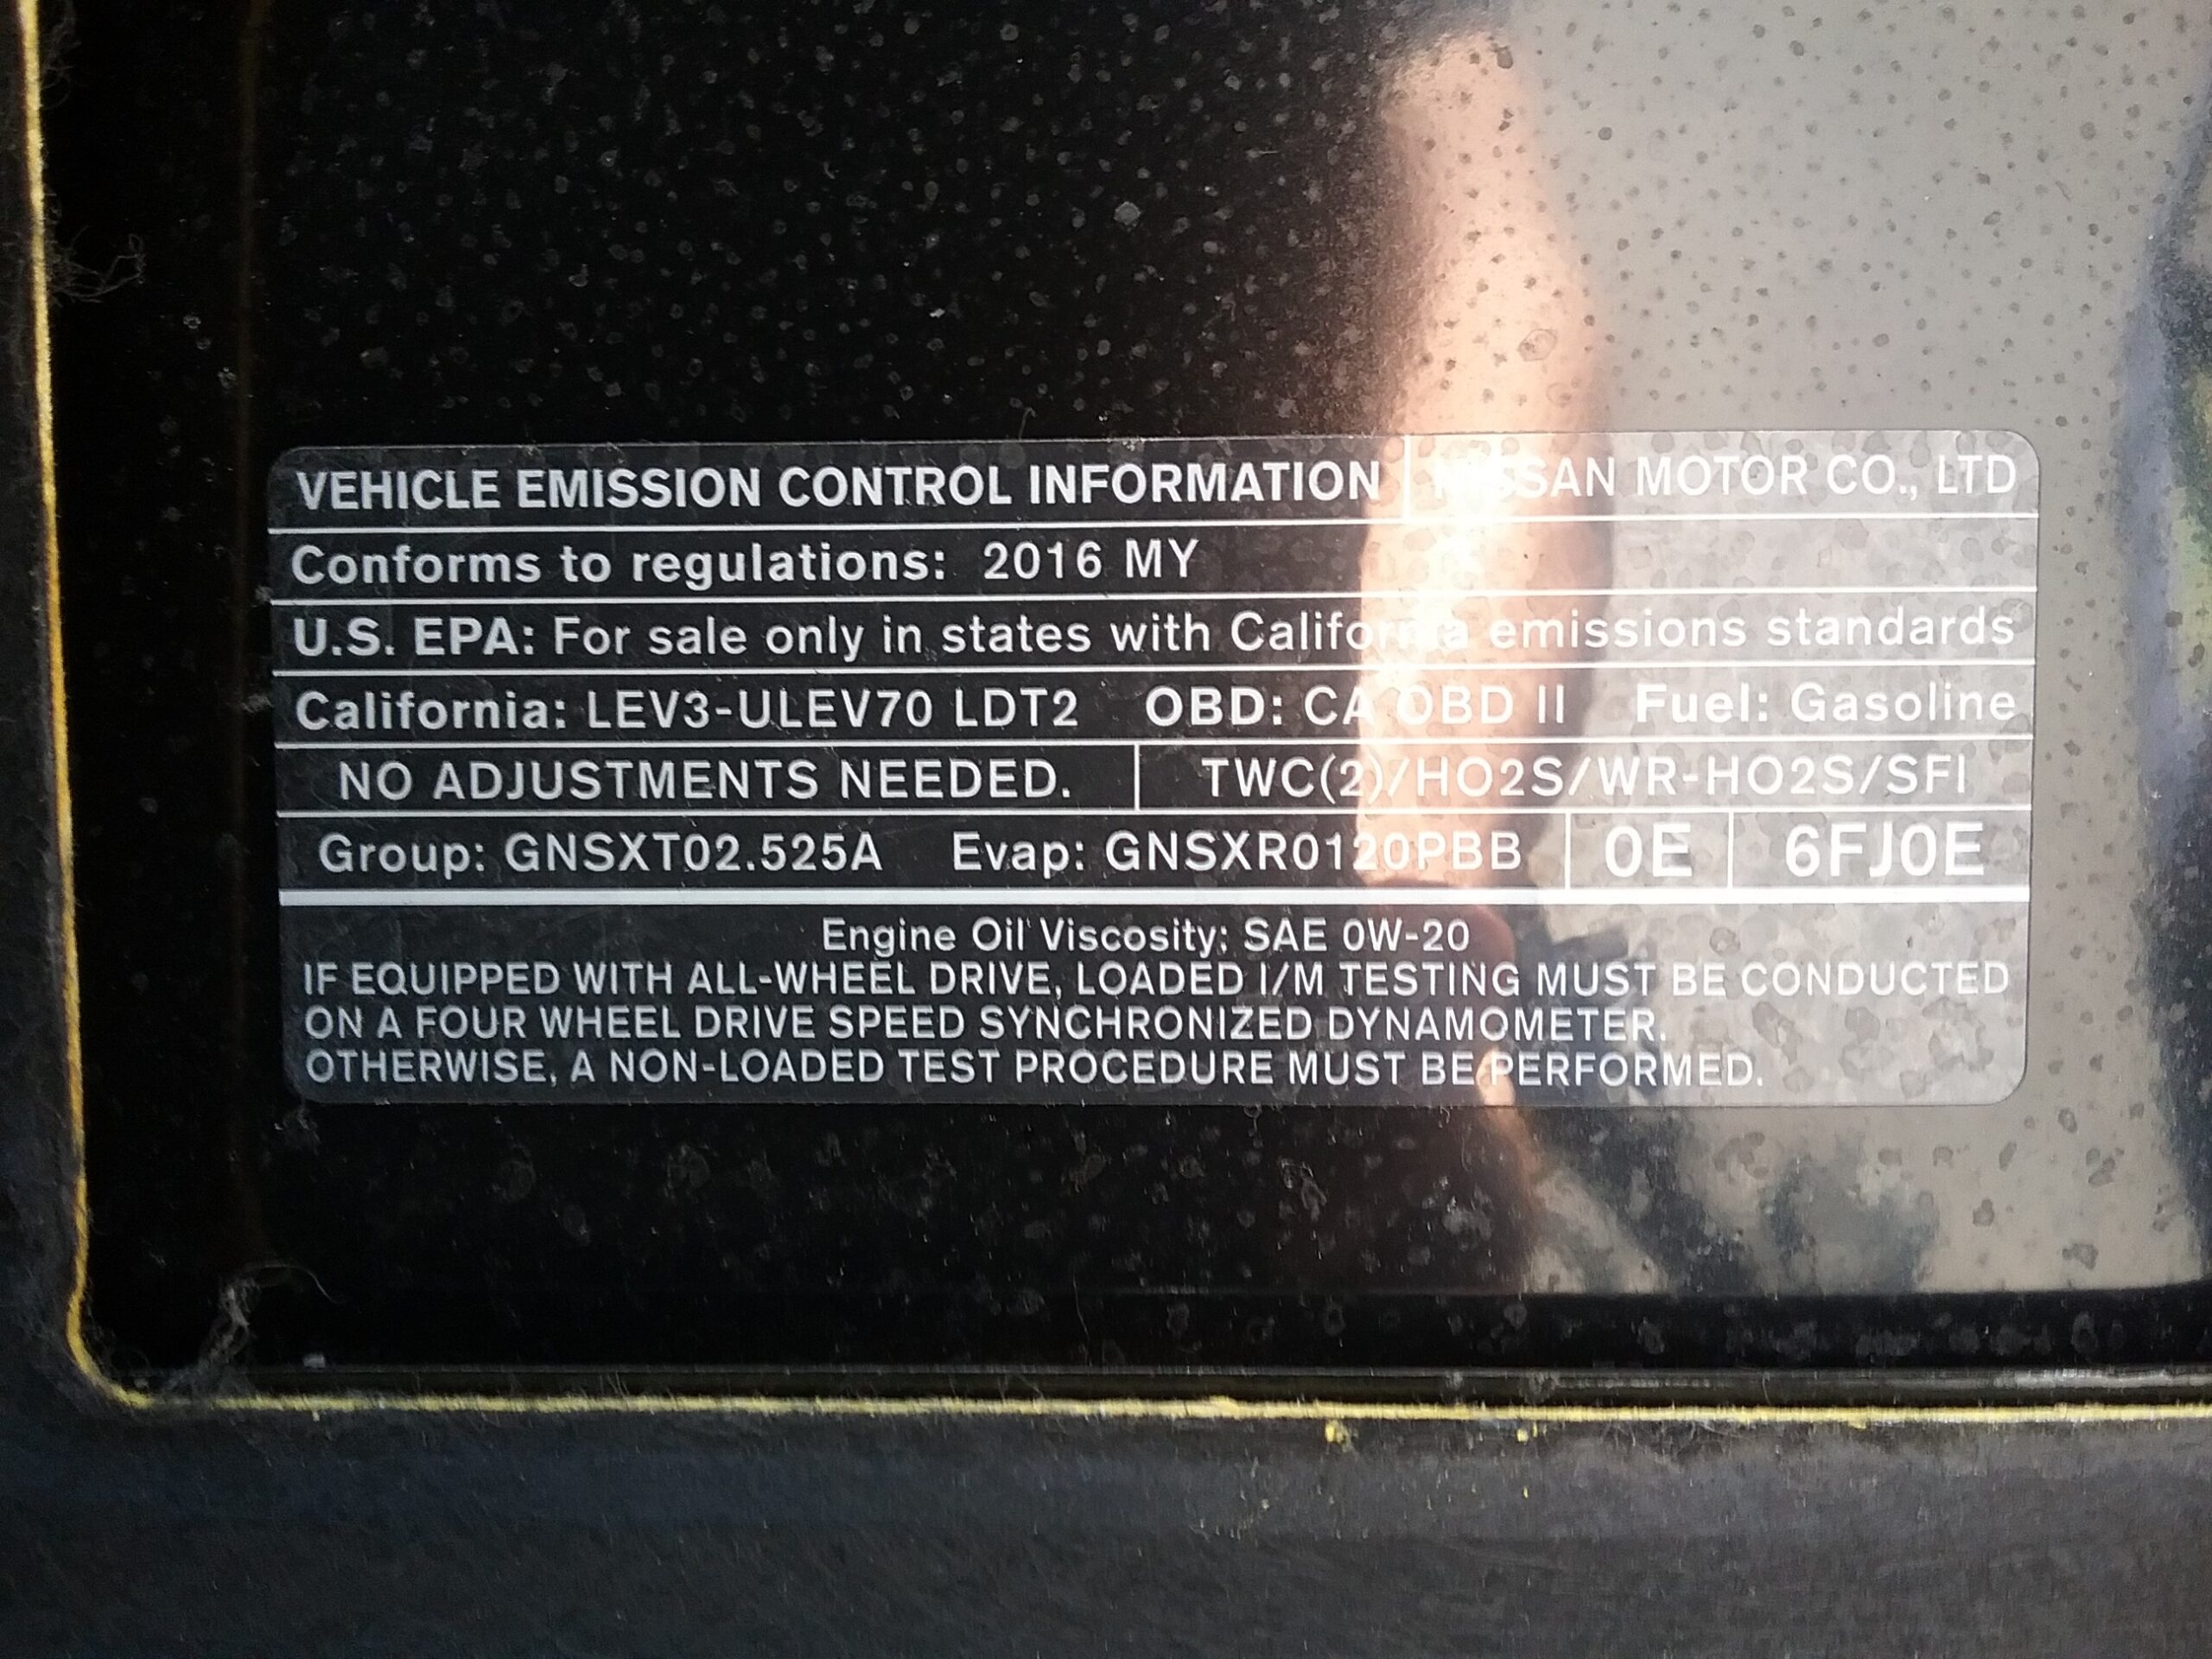 VEHICLE EMISSION CONTROL INFORMATION NISSAN MOTOR CO., LTD
Conforms to regulations: 2016 MY
U.S. EPA: For sale only in states with California emissions standards
California: LEV3-ULEV70 LDT2 OBD: CA OBD II Fuel: Gasoline
NO ADJUSTMENTS NEEDED. TWC(2)/HO2S/WR-HO2S/SFI
Group: GNSXT02.525A Evap: GNSXR0120PBB 0E 6FJ0E
Engine Oil Viscosity: SAE 0W-20
IF EQUIPPED WITH ALL-WHEEL DRIVE, LOADED I/M TESTING MUST BE CONDUCTED
ON A FOUR WHEEL DRIVE SPEED SYNCHRONIZED DYNAMOMETER.
OTHERWISE, A NON-LOADED TEST PROCEDURE MUST BE PERFORMED.